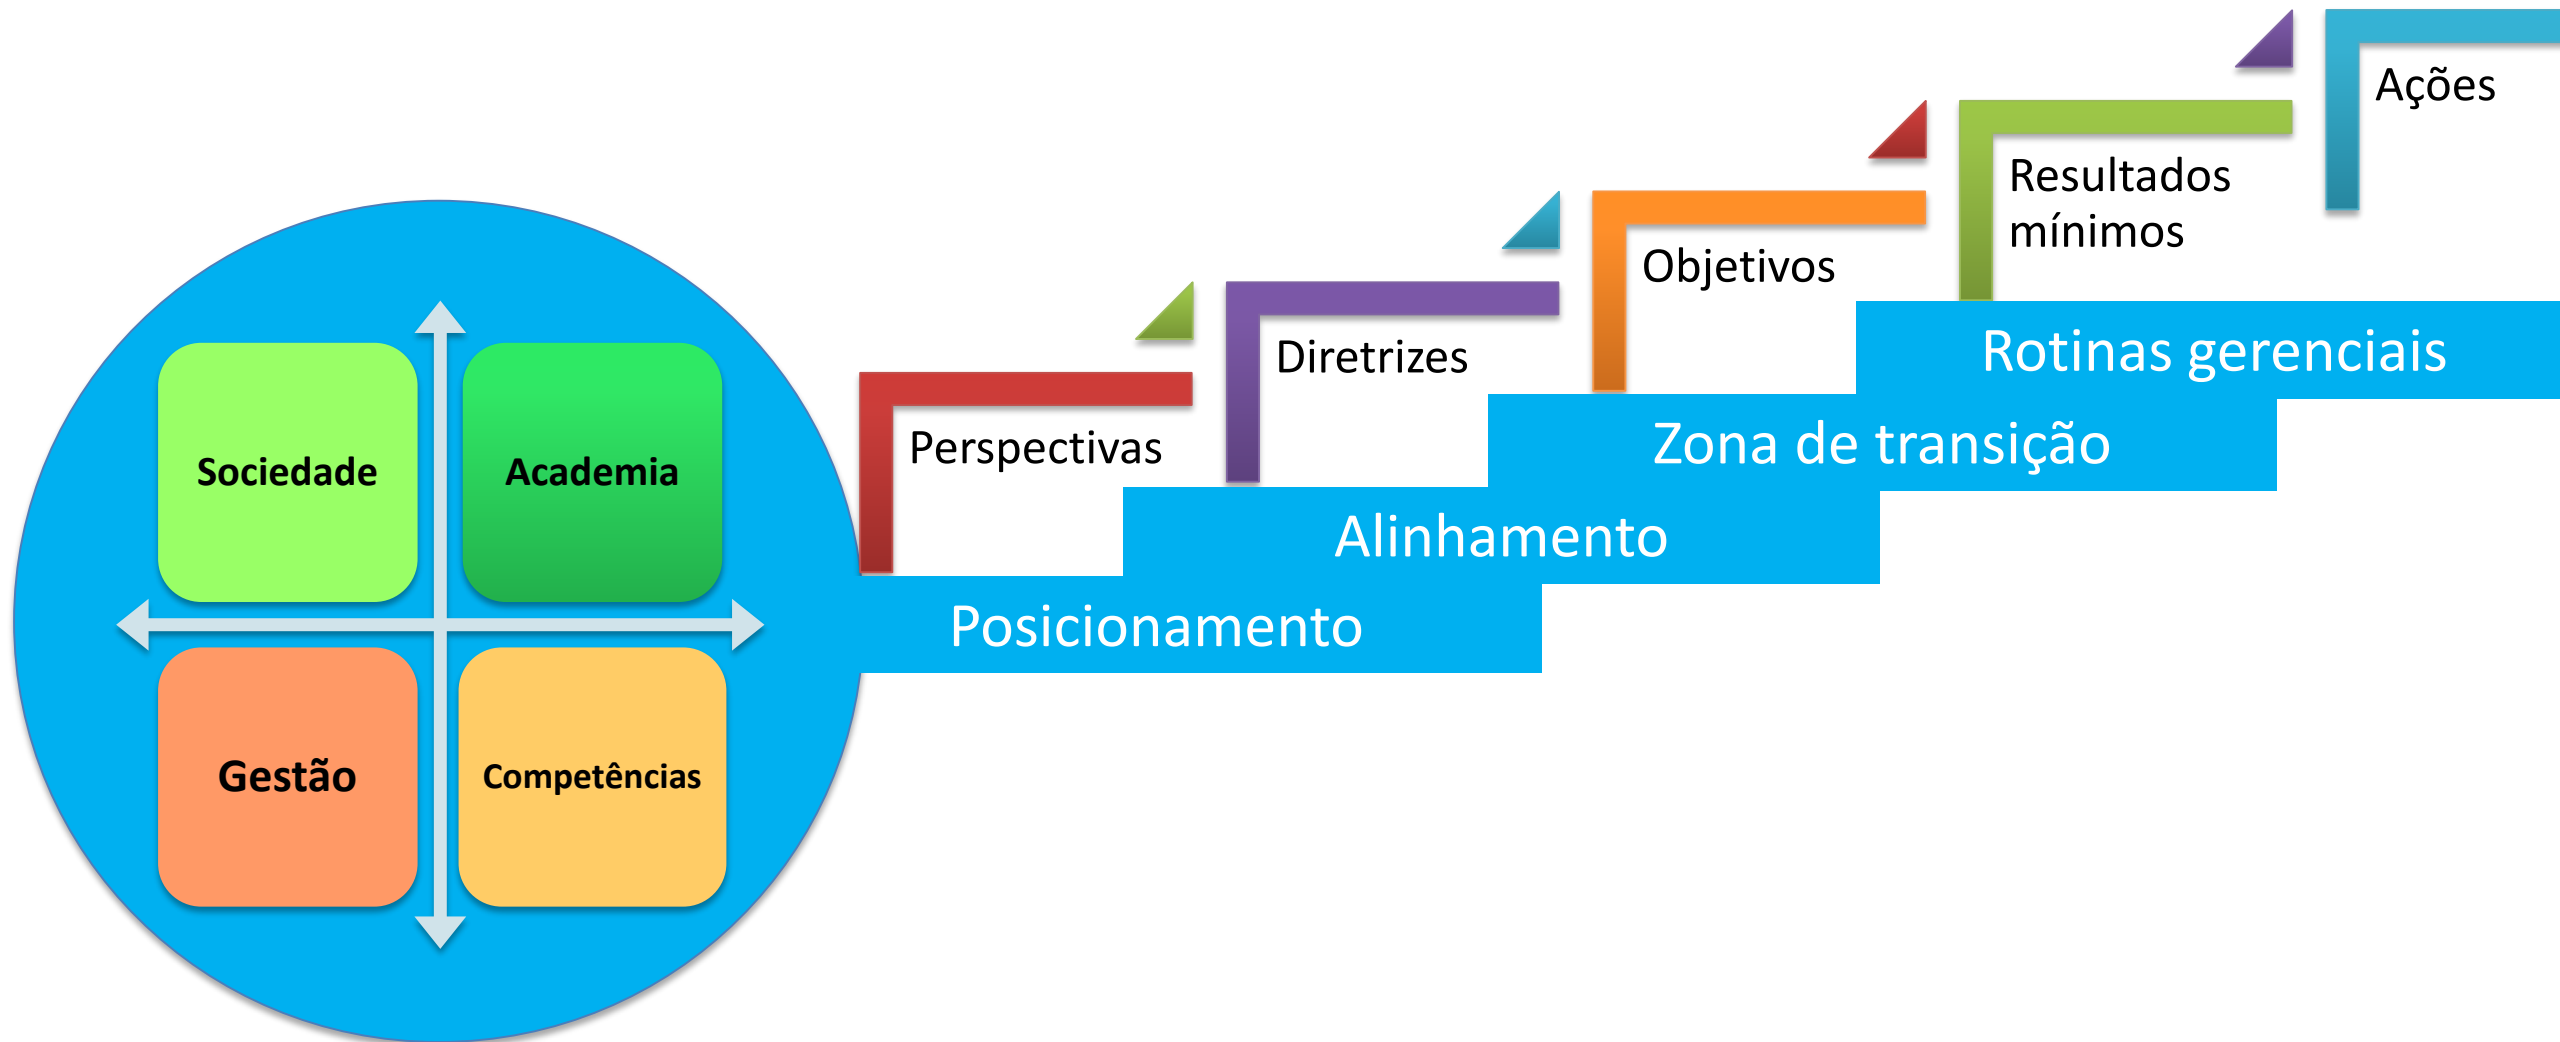 Sociedade
Academia
Gestão
Competências
Perspectivas
Diretrizes
Objetivos
Resultados
mínimos
Ações
Posicionamento
Alinhamento
Zona de transição
Rotinas gerenciais